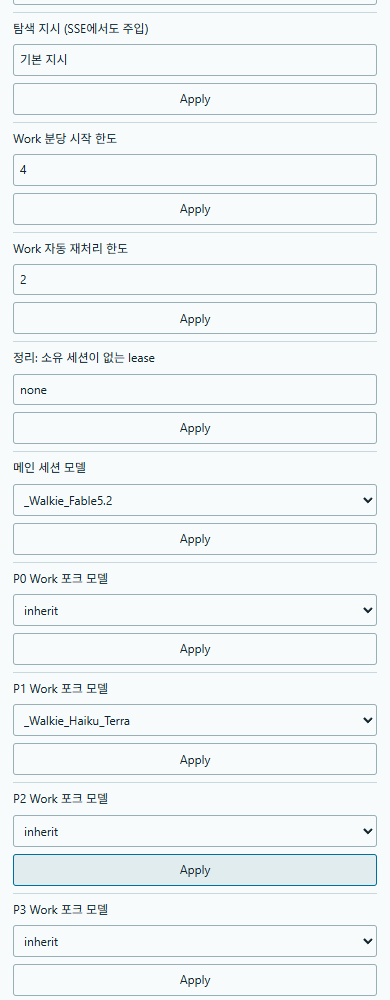 탐색 지시 (SSE에서도 주입)
기본 지시
Apply
Work 분당 시작 한도
4
Apply
Work 자동 재처리 한도
2
Apply
정리: 소유 세션이 없는 lease
none
Apply
메인 세션 모델
_Walkie_Fable5.2
Apply
P0 Work 포크 모델
inherit
Apply
P1 Work 포크 모델
_Walkie_Haiku_Terra
Apply
P2 Work 포크 모델
inherit
Apply
P3 Work 포크 모델
inherit
Apply